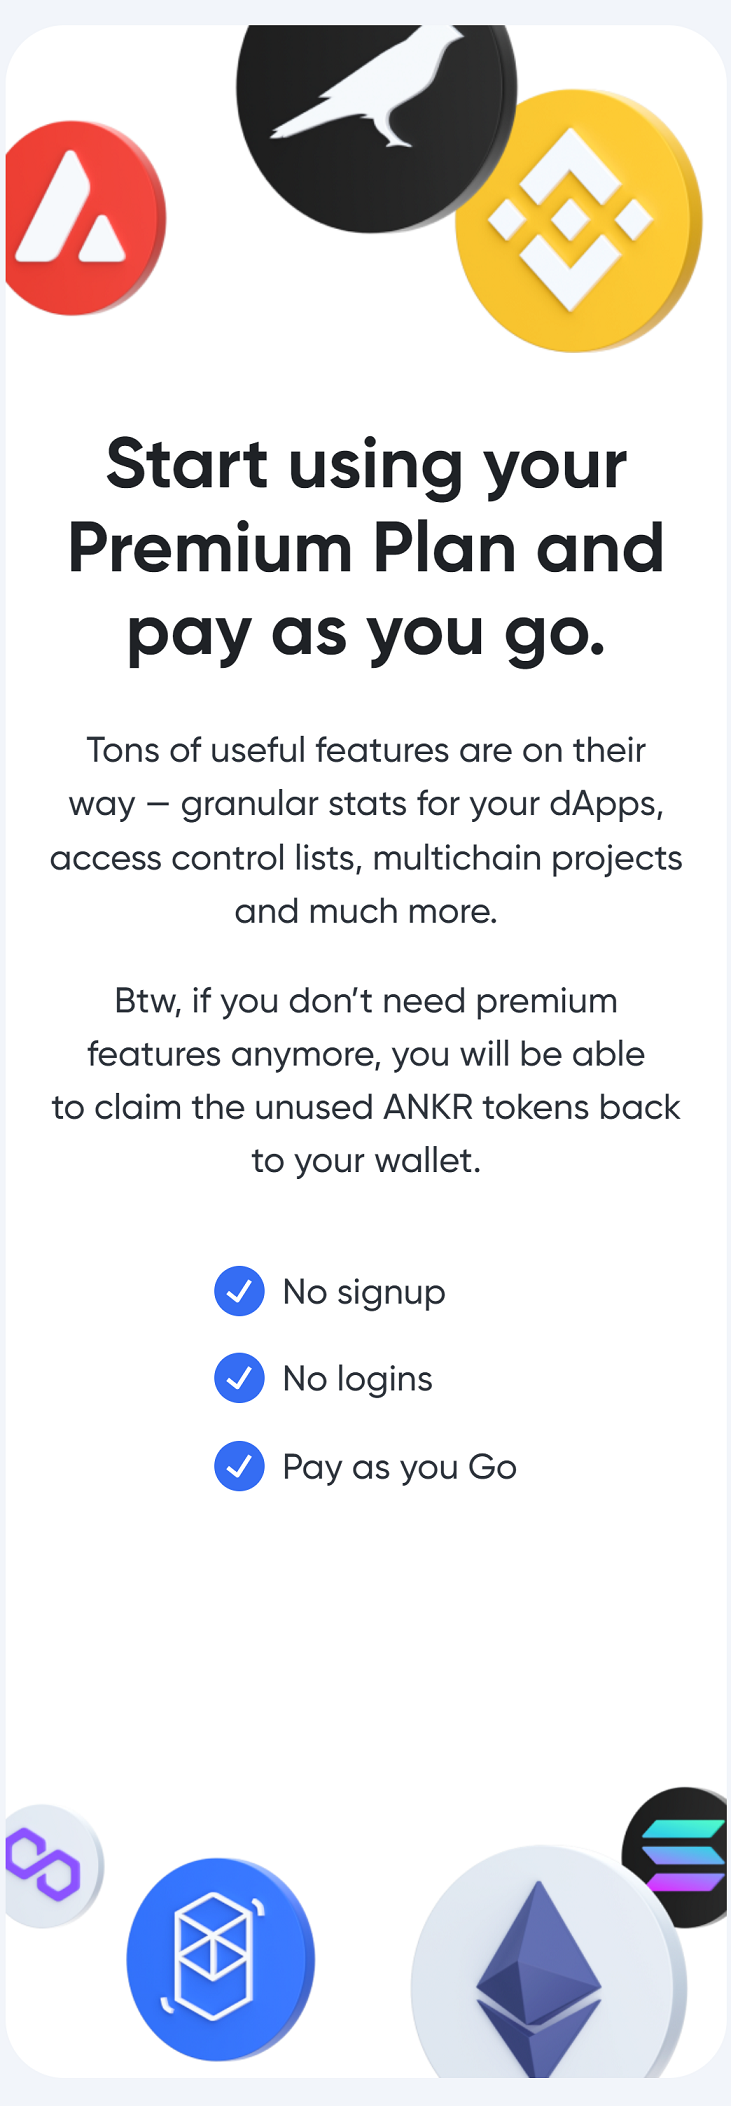 Start using your
Premium Plan and
pay as you go.
Tons of useful features are on their
way — granular stats for your dApps,
access control lists, multichain projects
and much more.
Btw, if you don’t need premium
features anymore, you will be able
to claim the unused ANKR tokens back
to your wallet.
No signup
No logins
Pay as you Go